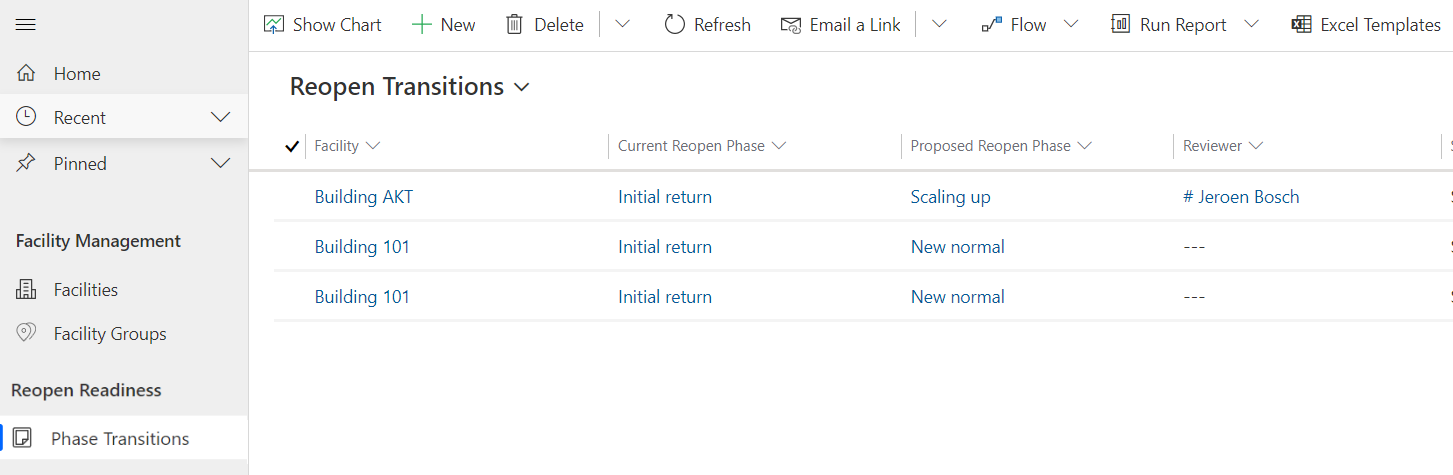 Show Chart New Delete Refresh Email a Link Flow Run Report Excel Templates
Home
Recent
Pinned
Facility Management
Facilities
Facility Groups
Reopen Readiness
Phase Transitions
Reopen Transitions
Facility Current Reopen Phase Proposed Reopen Phase Reviewer
Building AKT Initial return Scaling up # Jeroen Bosch
Building 101 Initial return New normal ---
Building 101 Initial return New normal ---